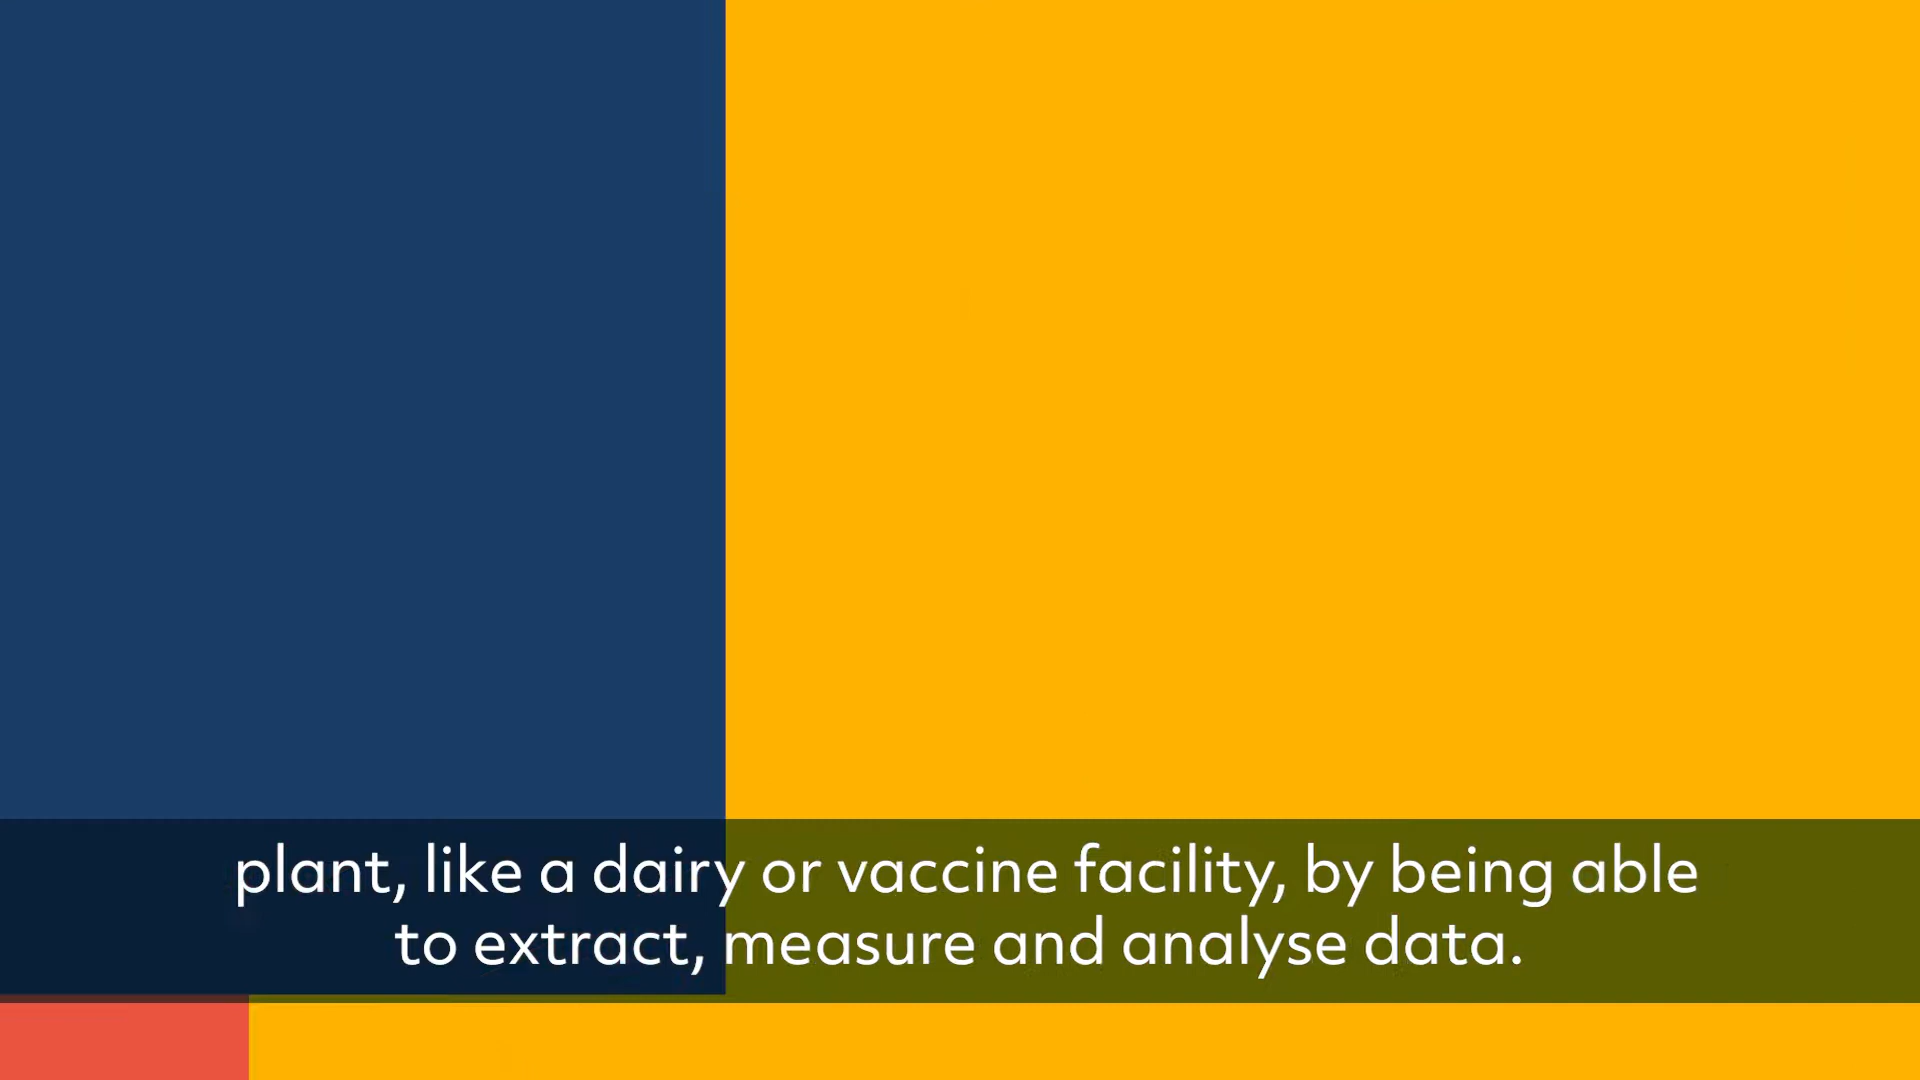 plant, like a dairy or vaccine facility, by being able
to extract, measure and analyse data.